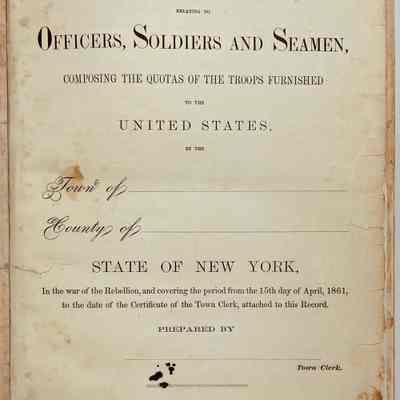 RELATING TO
OFFICERS, SOLDIERS AND SEAMEN,
COMPOSING THE QUOTAS OF THE TROOPS FURNISHED
TO THE
UNITED STATES,
BY THE
Town of
County of
STATE OF NEW YORK,
In the war of the Rebellion, and covering the period from the 15th day of April, 1861,
to the date of the Certificate of the Town Clerk, attached to this Record.
PREPARED BY
Town Clerk.